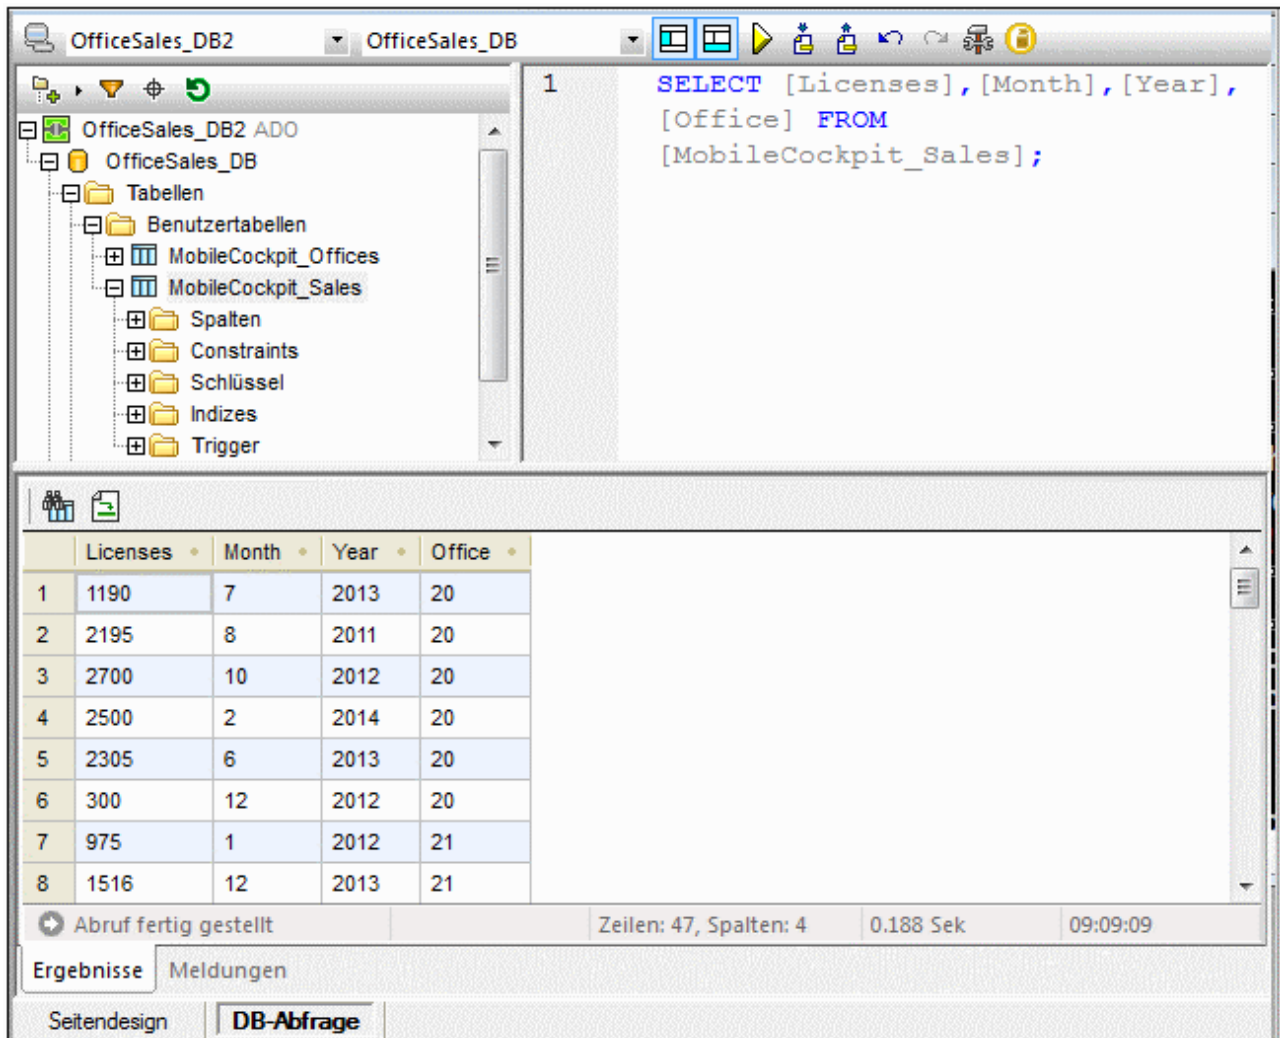 OfficeSales_DB2 OfficeSales_DB
OfficeSales_DB2 ADO
OfficeSales_DB
Tabellen
Benutzertabellen
MobileCockpit_Offices
MobileCockpit_Sales
Spalten
Constraints
Schlüssel
Indizes
Trigger
1 SELECT [Licenses],[Month],[Year],
[Office] FROM
[MobileCockpit_Sales];
Licenses Month Year Office
1 1190 7 2013 20
2 2195 8 2011 20
3 2700 10 2012 20
4 2500 2 2014 20
5 2305 6 2013 20
6 300 12 2012 20
7 975 1 2012 21
8 1516 12 2013 21
Abruf fertig gestellt Zeilen: 47, Spalten: 4 0.188 Sek 09:09:09
Ergebnisse Meldungen
Seitendesign DB-Abfrage